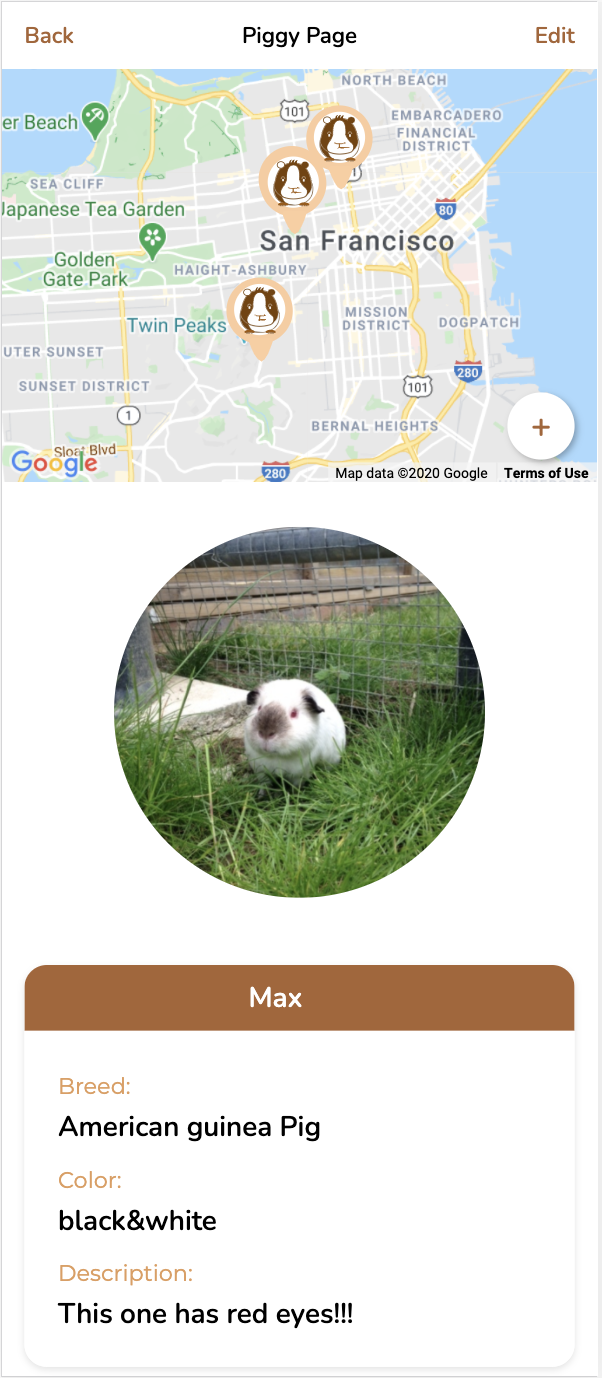 Back
Piggy Page
Edit
NORTH BEACH
101
er Beach
EMBARCADERO
FINANCIAL
DISTRICT
SEA CLIFF
Japanese Tea Garden
80
San Francisco
Golden
Gate Park
HAIGHT-ASHBURY
Twin Peaks
MISSION
DISTRICT
DOGPATCH
UTER SUNSET
280
SUNSET DISTRICT
101
1
BERNAL HEIGHTS
+
Sloat Blvd
Google
280
Map data ©2020 Google
Terms of Use
Max
Breed:
American guinea Pig
Color:
black&white
Description:
This one has red eyes!!!